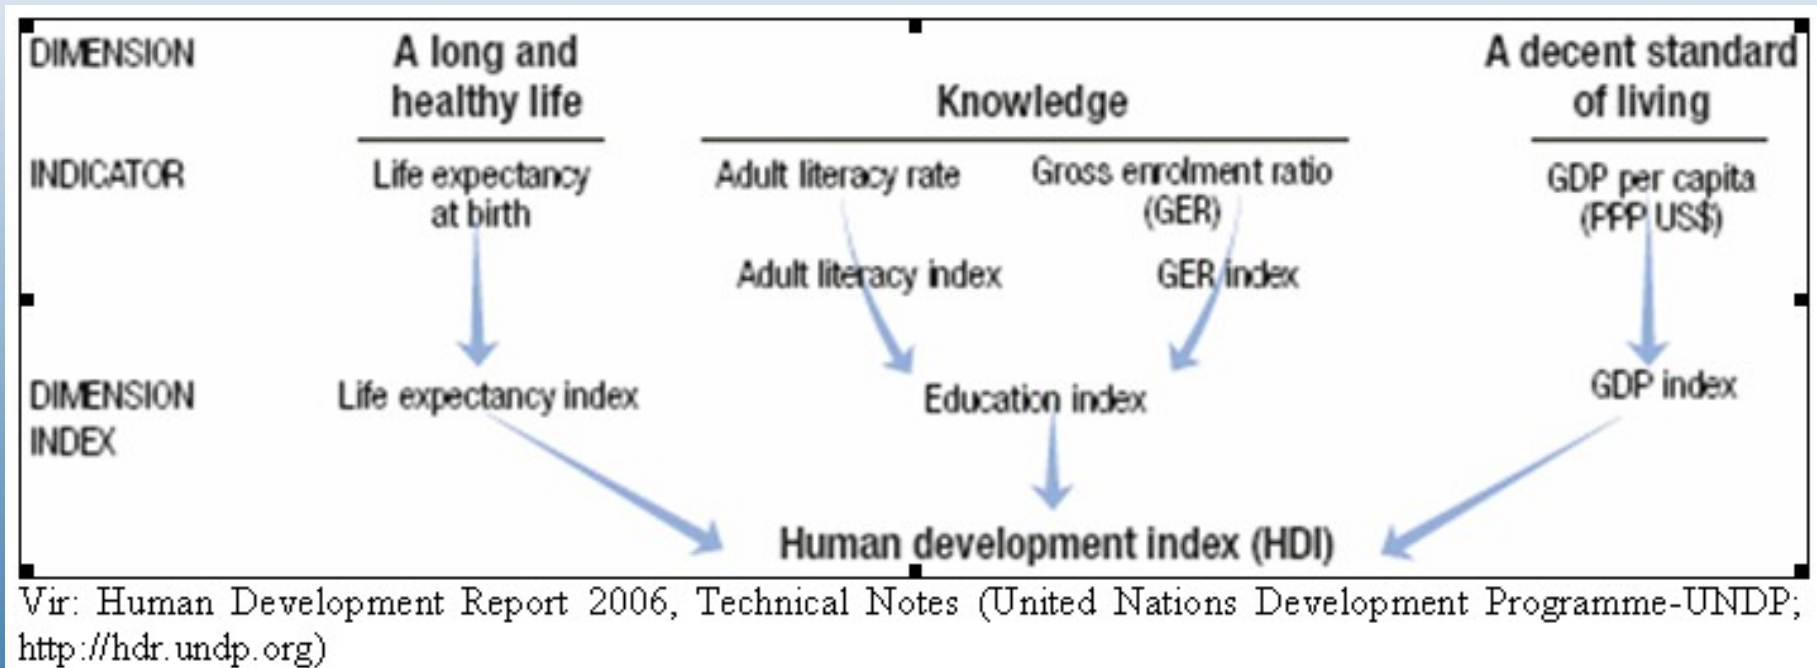 DIMENSION
A long and
healthy life
Knowledge
A decent standard
of living
INDICATOR
Life expectancy
at birth
Adult literacy rate
Gross enrolment ratio
(GER)
GDP per capita
(PPP US$)
Adult literacy index
GER index
DIMENSION
INDEX
Life expectancy index
Education index
GDP index
Human development index (HDI)
Vir: Human Development Report 2006, Technical Notes (United Nations Development Programme-UNDP;
http://hdr.undp.org)